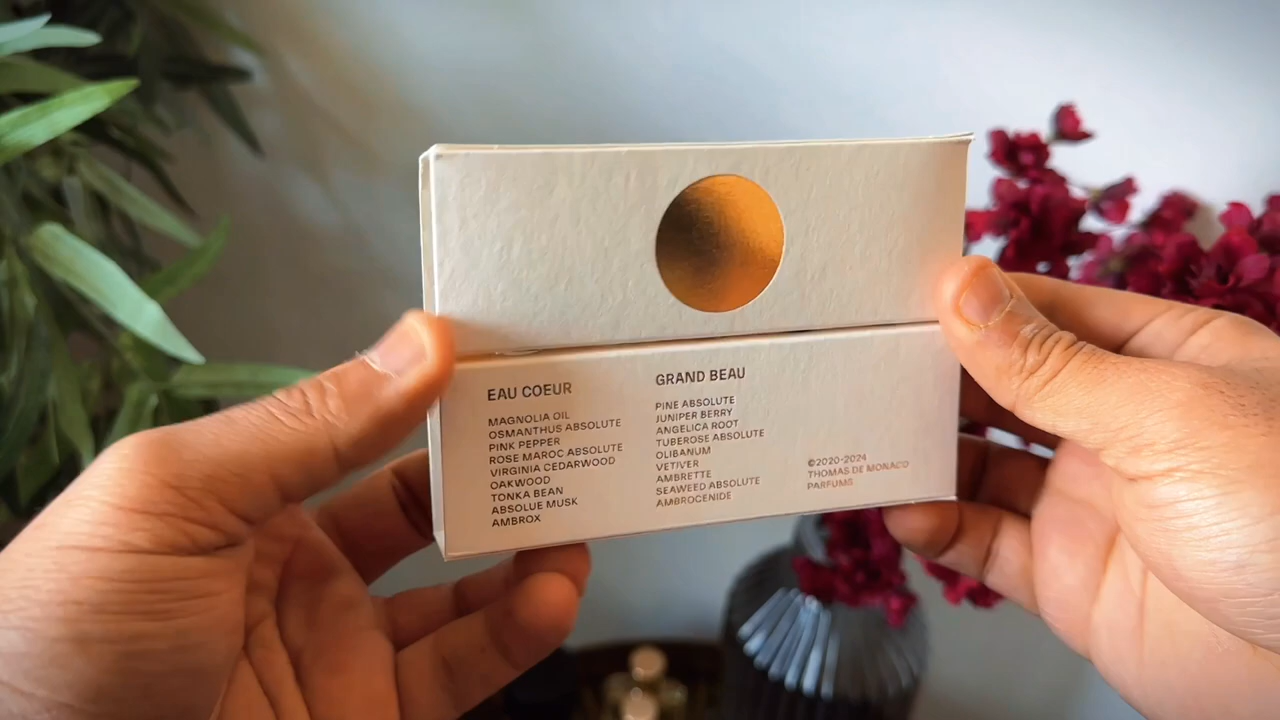 EAU COEUR
MAGNOLIA OIL
OSMANTHUS ABSOLUTE
PINK PEPPER
ROSE MAROC ABSOLUTE
VIRGINIA CEDARWOOD
OAKWOOD
TONKA BEAN
ABSOLUE MUSK
AMBROX
GRAND BEAU
PINE ABSOLUTE
JUNIPER BERRY
ANGELICA ROOT
TUBEROSE ABSOLUTE
OLIBANUM
VETIVER
AMBRETTE
SEAWEED ABSOLUTE
AMBROCENIDE
©2020-2024
THOMAS DE MONACO
PARFUMS